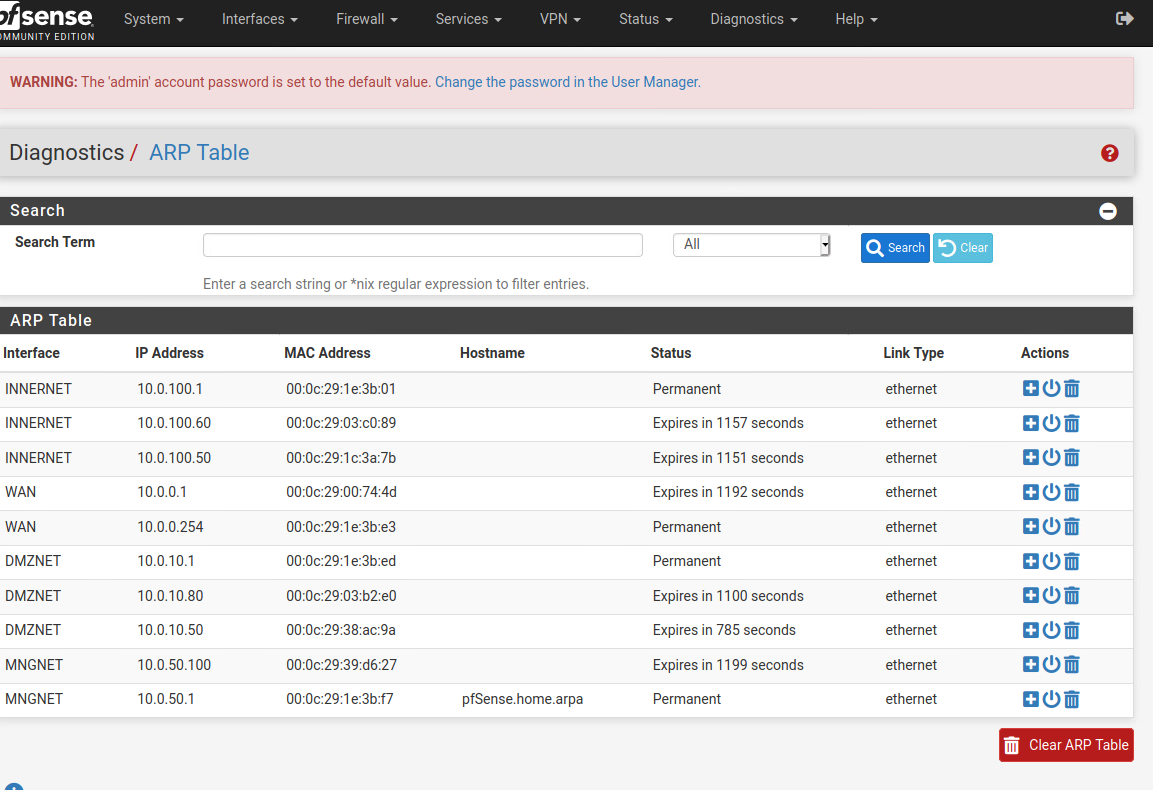 pfsense
System Interfaces Firewall Services VPN Status Diagnostics Help
OMMUNITY EDITION
WARNING: The 'admin' account password is set to the default value. Change the password in the User Manager.
Diagnostics / ARP Table
Search
Search Term All Search Clear
Enter a search string or *nix regular expression to filter entries.
ARP Table
Interface IP Address MAC Address Hostname Status Link Type Actions
INNERNET 10.0.100.1 00:0c:29:1e:3b:01 Permanent ethernet
INNERNET 10.0.100.60 00:0c:29:03:c0:89 Expires in 1157 seconds ethernet
INNERNET 10.0.100.50 00:0c:29:1c:3a:7b Expires in 1151 seconds ethernet
WAN 10.0.0.1 00:0c:29:00:74:4d Expires in 1192 seconds ethernet
WAN 10.0.0.254 00:0c:29:1e:3b:e3 Permanent ethernet
DMZNET 10.0.10.1 00:0c:29:1e:3b:ed Permanent ethernet
DMZNET 10.0.10.80 00:0c:29:03:b2:e0 Expires in 1100 seconds ethernet
DMZNET 10.0.10.50 00:0c:29:38:ac:9a Expires in 785 seconds ethernet
MNGNET 10.0.50.100 00:0c:29:39:d6:27 Expires in 1199 seconds ethernet
MNGNET 10.0.50.1 00:0c:29:1e:3b:f7 pfSense.home.arpa Permanent ethernet
Clear ARP Table